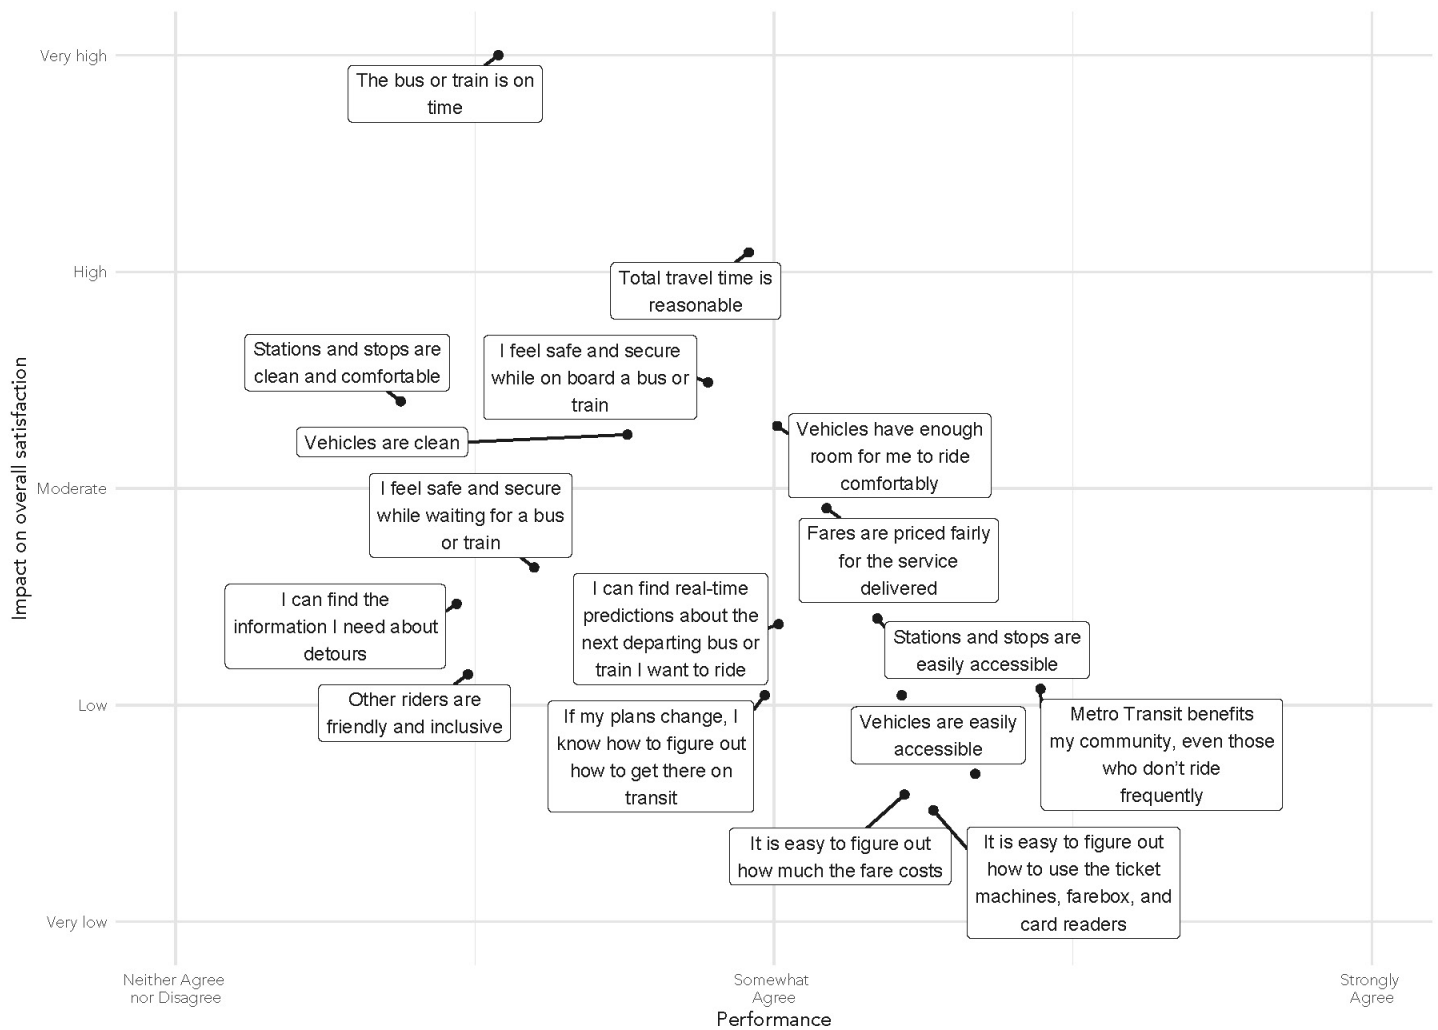 Very high
The bus or train is on
time
High
Total travel time is
reasonable
Stations and stops are
clean and comfortable
I feel safe and secure
while on board a bus or
train
Vehicles are clean
Vehicles have enough
room for me to ride
comfortably
Moderate
I feel safe and secure
while waiting for a bus
or train
Fares are priced fairly
for the service
delivered
I can find the
information I need about
detours
I can find real-time
predictions about the
next departing bus or
train I want to ride
Stations and stops are
easily accessible
Other riders are
friendly and inclusive
Low
If my plans change, I
know how to figure out
how to get there on
transit
Vehicles are easily
accessible
Metro Transit benefits
my community, even those
who don't ride
frequently
It is easy to figure out
how much the fare costs
It is easy to figure out
how to use the ticket
machines, farebox, and
card readers
Very low
Impact on overall satisfaction
Neither Agree
nor Disagree
Somewhat
Agree
Strongly
Agree
Performance